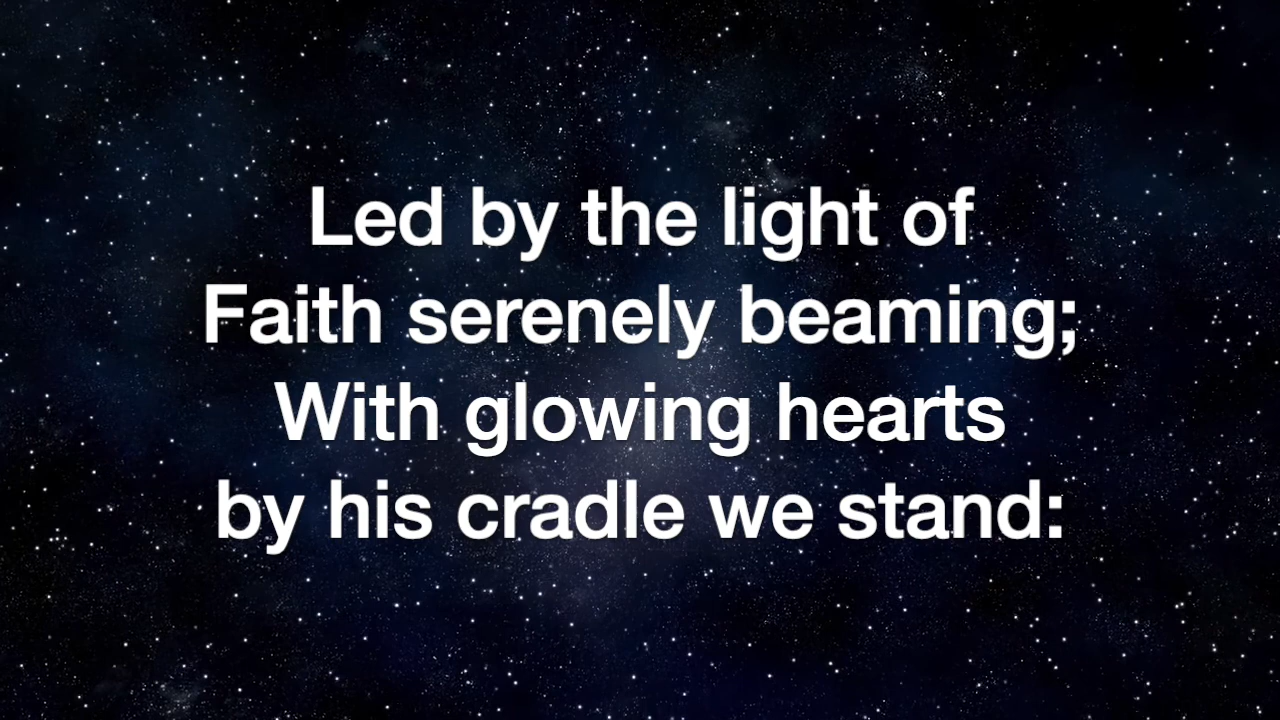 Led by the light of
Faith serenely beaming;
With glowing hearts
by his cradle we stand: